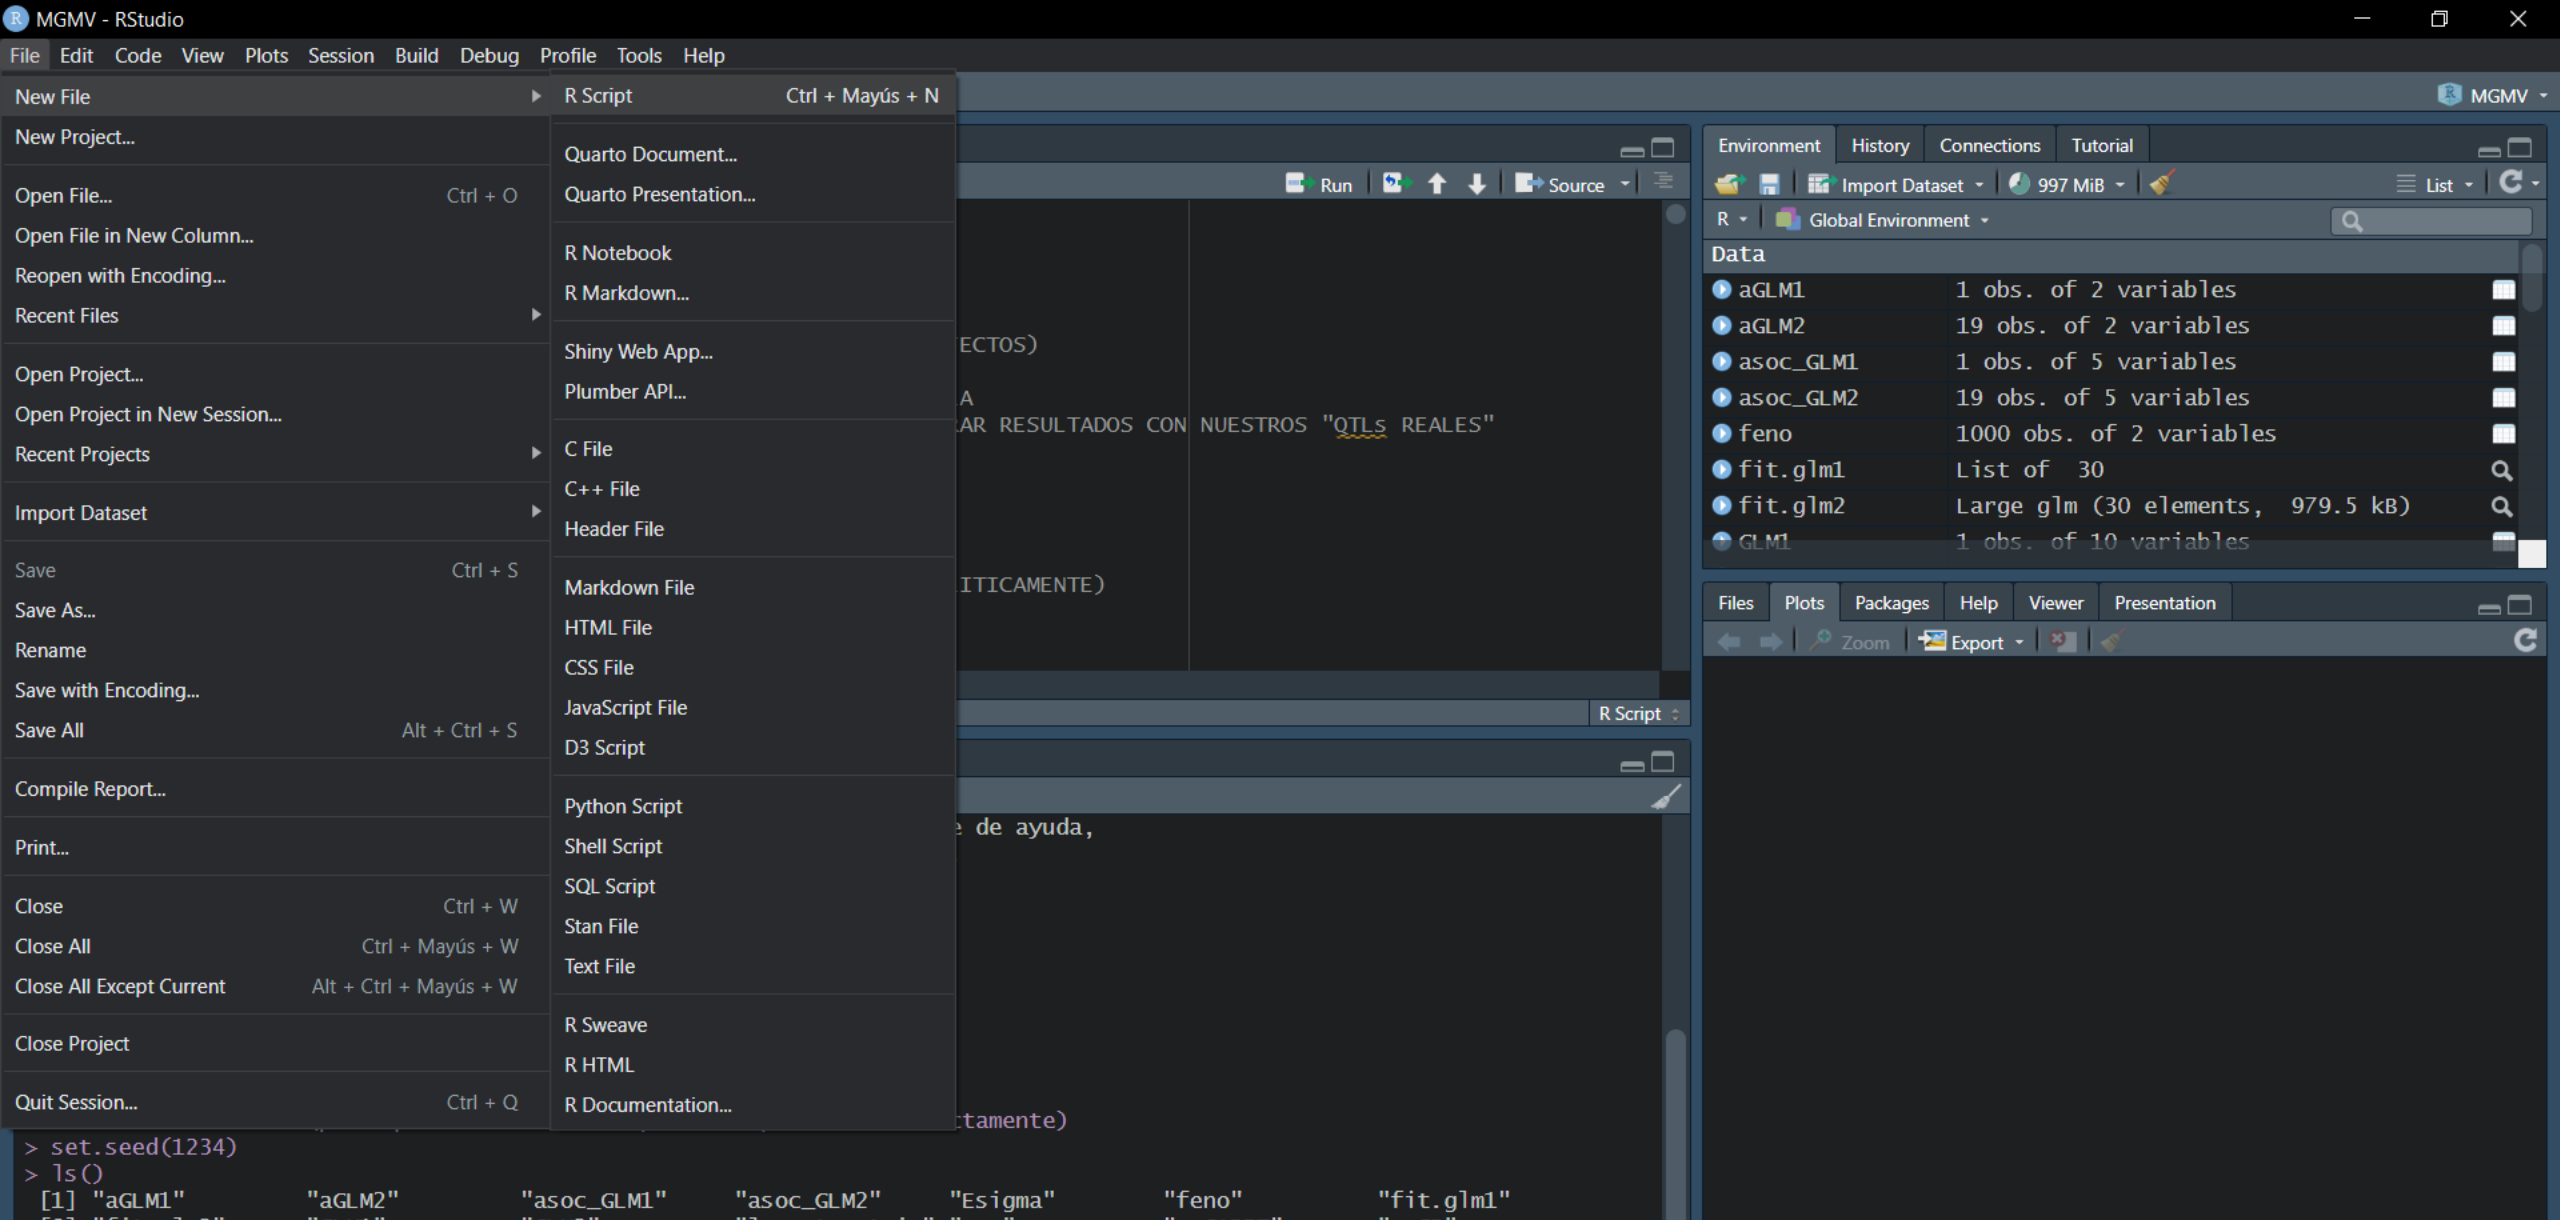 MGMV - RStudio
File Edit Code View Plots Session Build Debug Profile Tools Help
New File
New Project...
Open File... Ctrl + O
Open File in New Column...
Reopen with Encoding...
Recent Files
Open Project...
Open Project in New Session...
Recent Projects
Import Dataset
Save Ctrl + S
Save As...
Rename
Save with Encoding...
Save All Alt + Ctrl + S
Compile Report...
Print...
Close Ctrl + W
Close All Ctrl + Mayús + W
Close All Except Current Alt + Ctrl + Mayús + W
Close Project
Quit Session... Ctrl + Q
R Script Ctrl + Mayús + N
Quarto Document...
Quarto Presentation...
R Notebook
R Markdown...
Shiny Web App...
Plumber API...
C File
C++ File
Header File
Markdown File
HTML File
CSS File
JavaScript File
D3 Script
Python Script
Shell Script
SQL Script
Stan File
Text File
R Sweave
R HTML
R Documentation...
Run Source
ECTOS)
A
AR RESULTADOS CON NUESTROS "QTLs REALES"
ITICAMENTE)
R Script
e de ayuda,
ctamente)
> set.seed(1234)
> ls()
[1] "aGLM1" "aGLM2" "asoc_GLM1" "asoc_GLM2" "Esigma" "feno" "fit.glm1"
MGMV
Environment History Connections Tutorial
Import Dataset 997 MiB List
R Global Environment
Data
aGLM1 1 obs. of 2 variables
aGLM2 19 obs. of 2 variables
asoc_GLM1 1 obs. of 5 variables
asoc_GLM2 19 obs. of 5 variables
feno 1000 obs. of 2 variables
fit.glm1 List of 30
fit.glm2 Large glm (30 elements, 979.5 kB)
GLM1 1 obs. of 10 variables
Files Plots Packages Help Viewer Presentation
Zoom Export